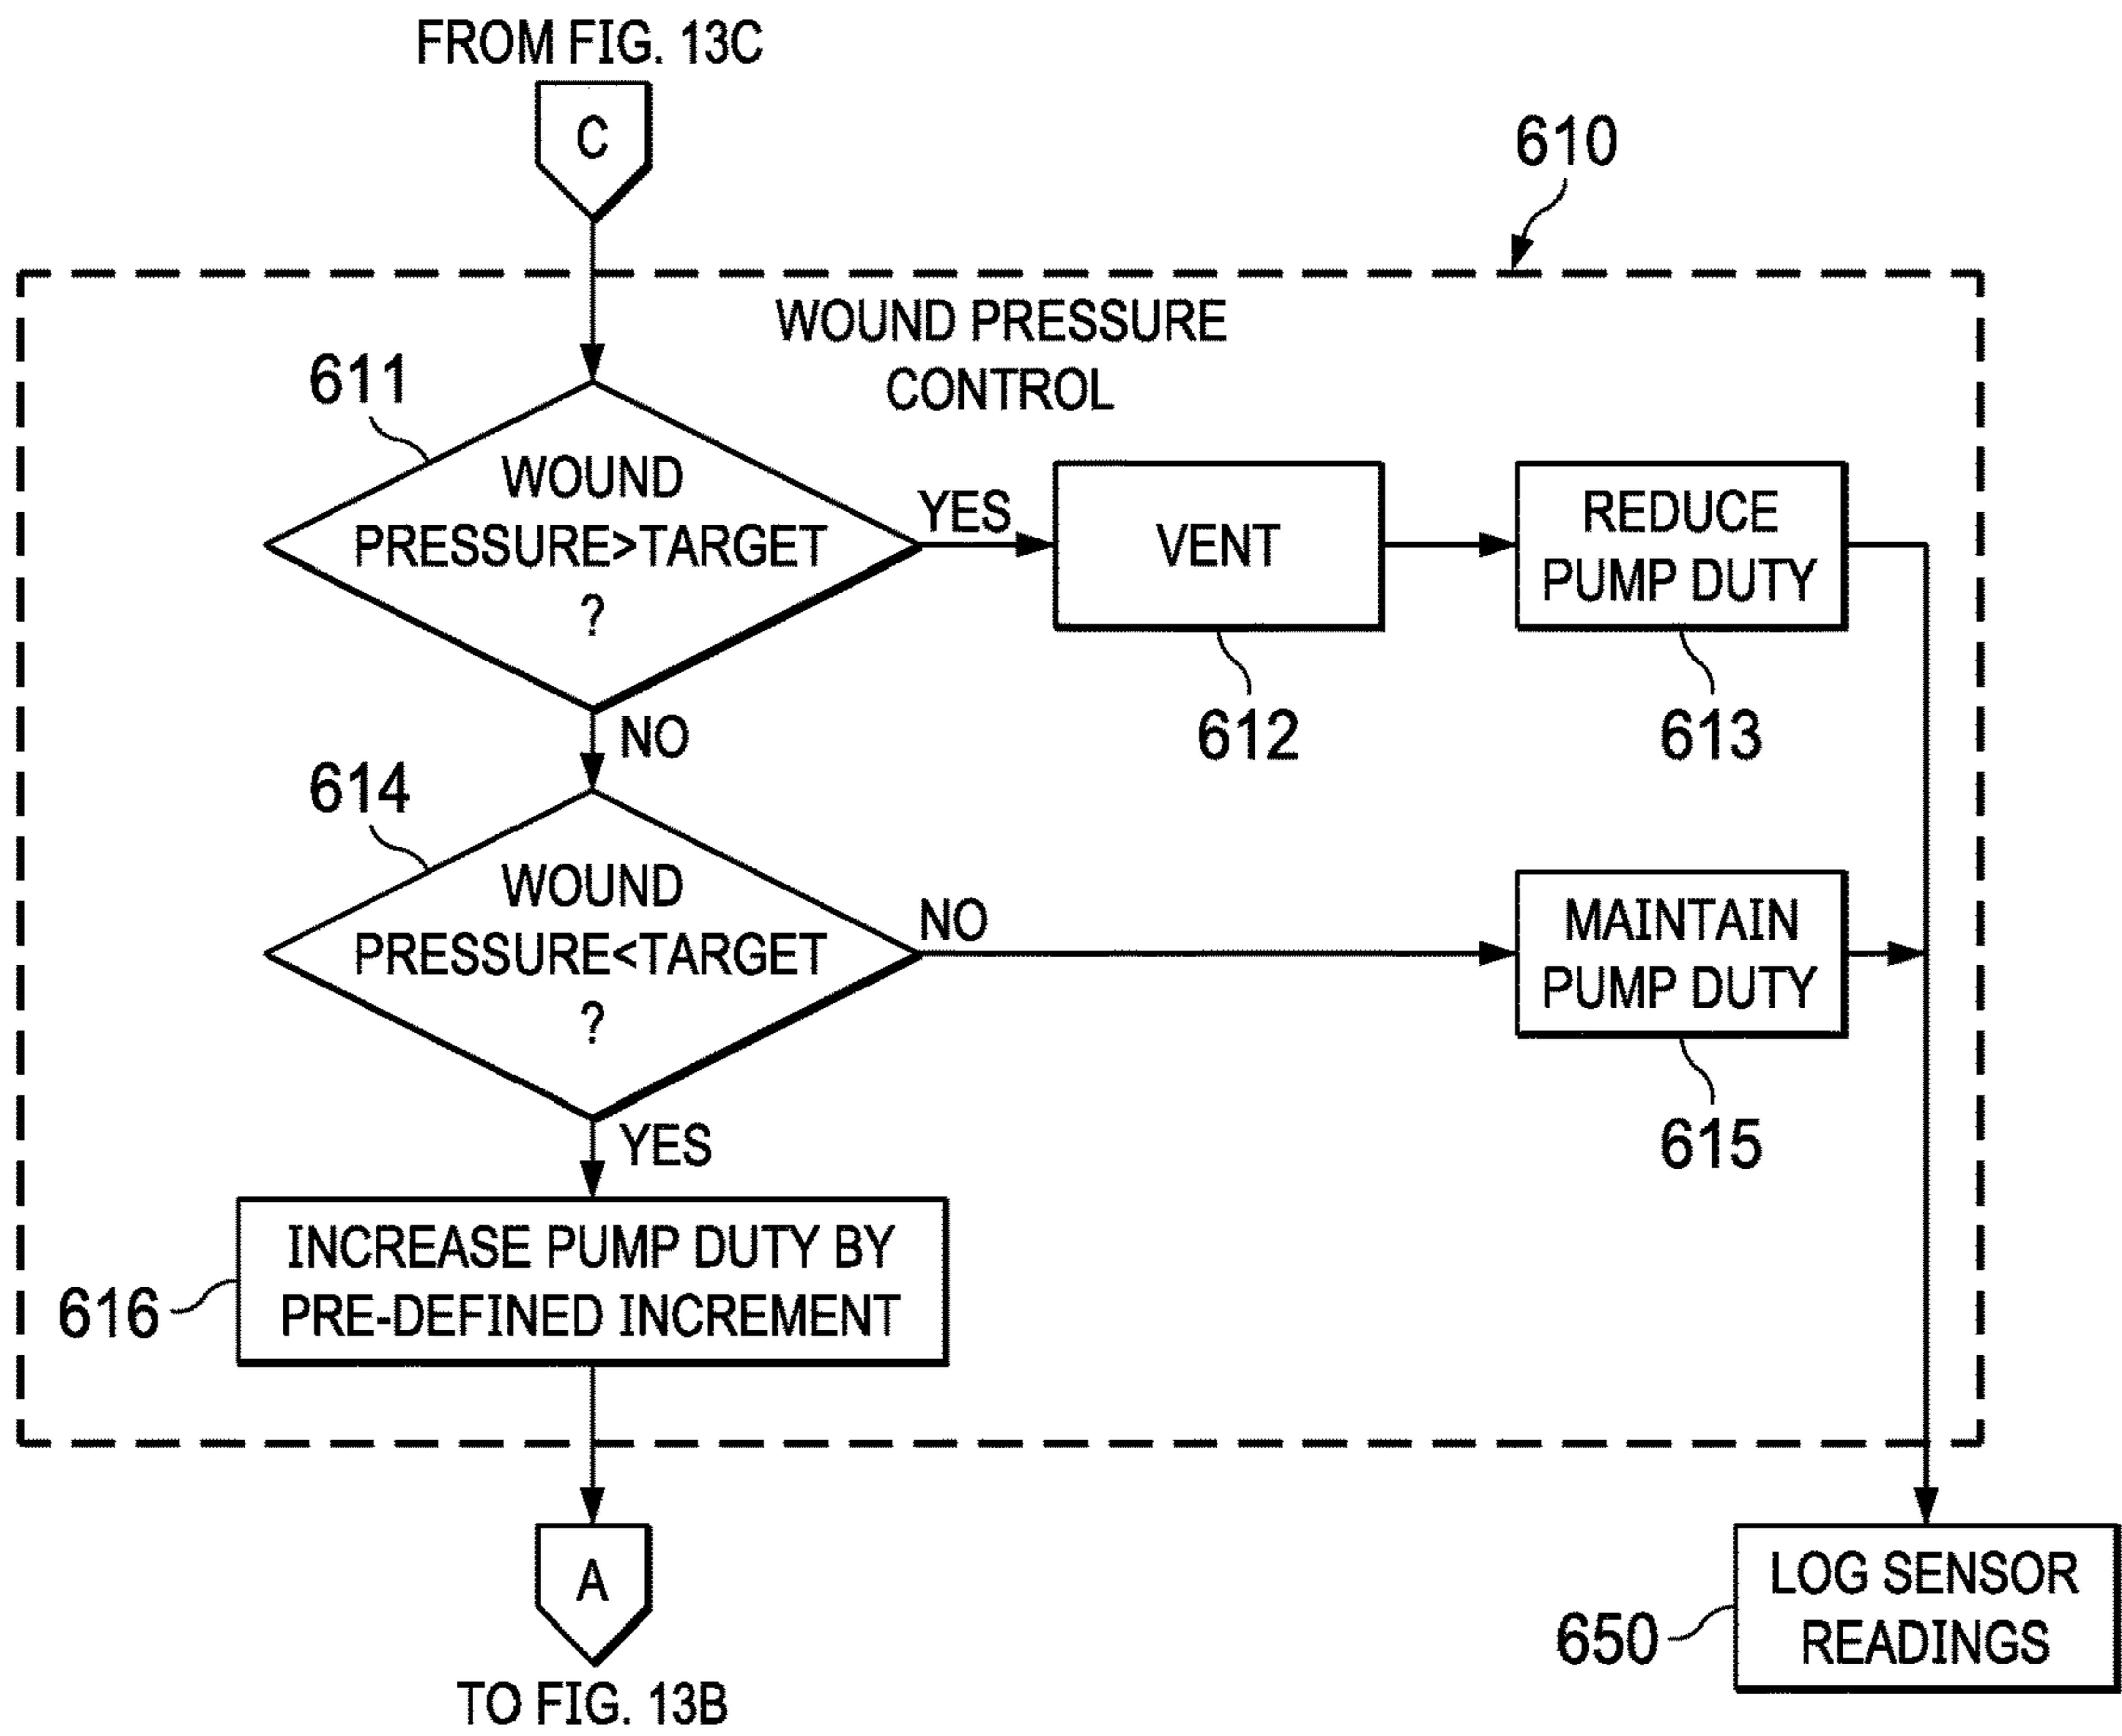 FROM FIG. 13C
C
610
WOUND PRESSURE
CONTROL
611
WOUND
PRESSURE>TARGET
?
YES
VENT
612
REDUCE
PUMP DUTY
613
NO
614
WOUND
PRESSURE<TARGET
?
NO
MAINTAIN
PUMP DUTY
615
YES
INCREASE PUMP DUTY BY
PRE-DEFINED INCREMENT
616
A
TO FIG. 13B
LOG SENSOR
READINGS
650